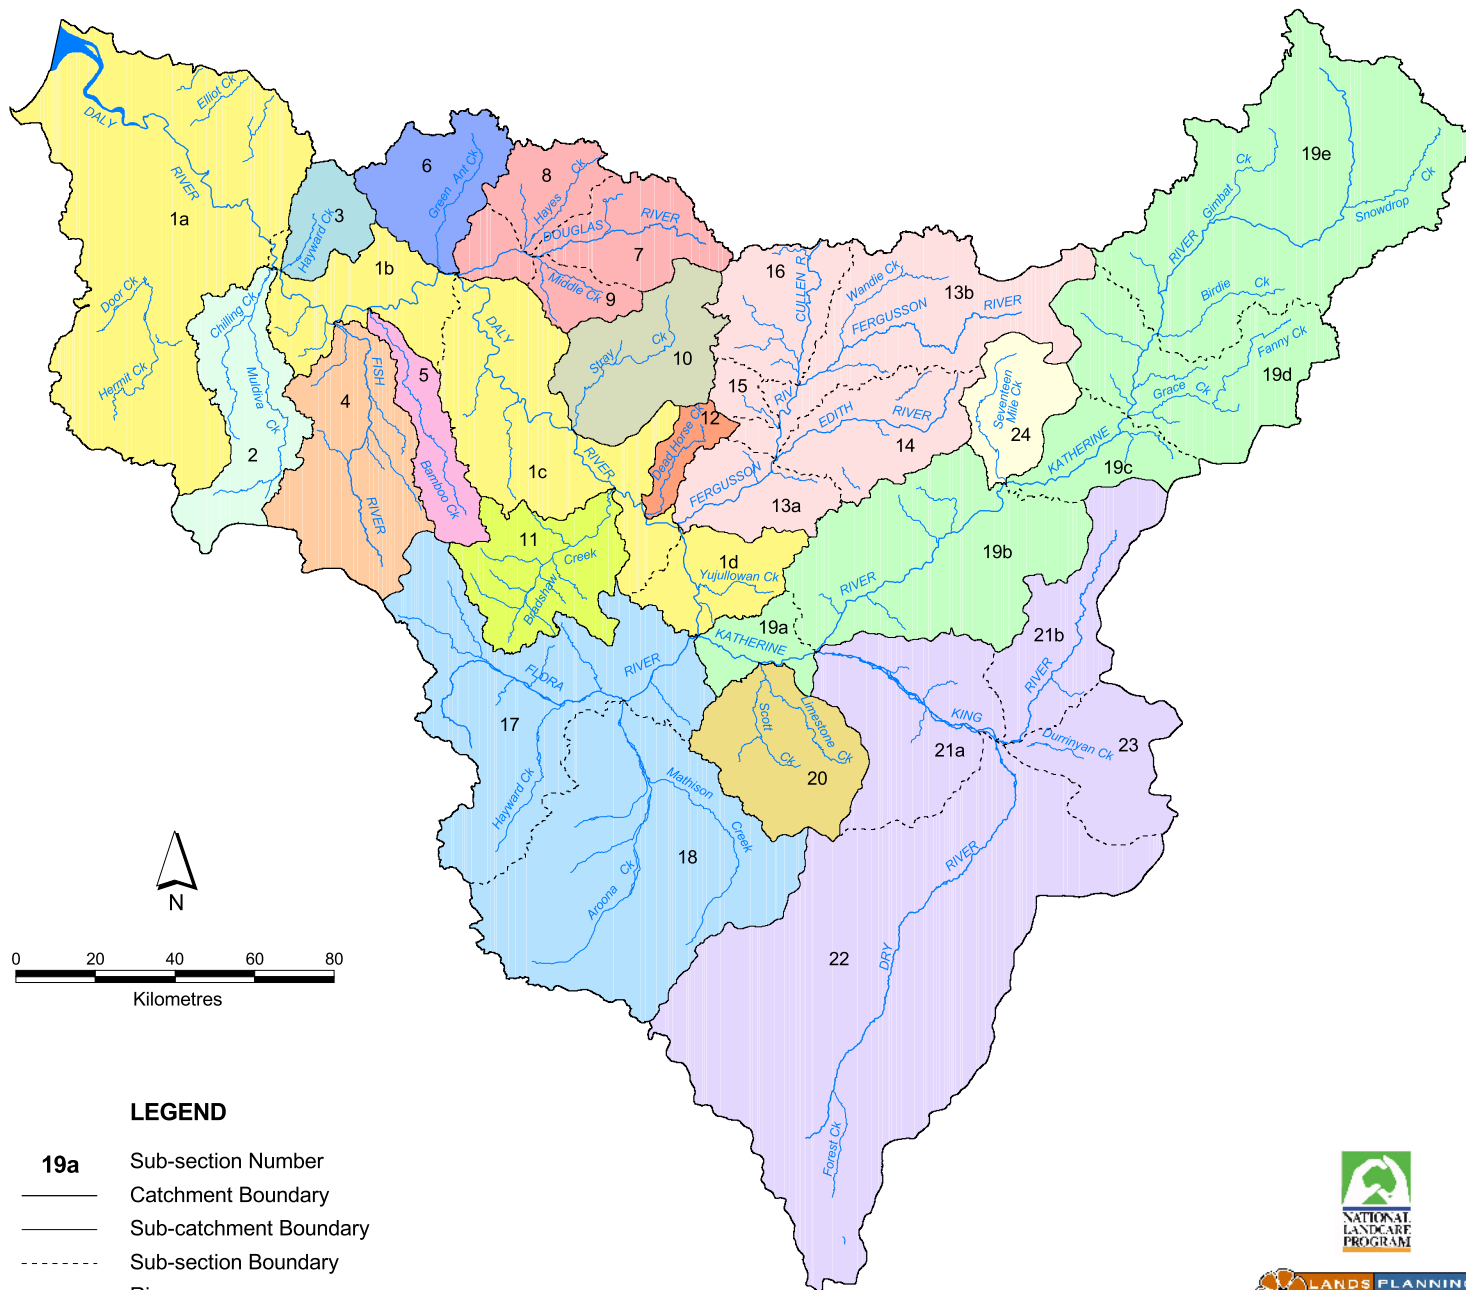 Elliot Ck
DALY
RIVER
1a
Door Ck
Hermit Ck
Chilling Ck
Muldiva
Ck
2
3
Hayward Ck
1b
6
Green Ant Ck
8
Hayes Ck
DOUGLAS
RIVER
7
Middle Ck
9
DALY
10
Stray Ck
5
4
FISH
RIVER
Bamboo Ck
1c
RIVER
11
Bradshaw
Creek
12
Dead Horse Ck
16
CULLEN R
Wandie Ck
13b
FERGUSSON
RIVER
15
RIV
EDITH
RIVER
14
FERGUSSON
13a
1d
Yujullowan Ck
19e
Gimbat
Ck
RIVER
Snowdrop
Ck
Birdie Ck
Fanny Ck
19d
Grace Ck
Seventeen
Mile Ck
24
KATHERINE
19c
19b
RIVER
19a
KATHERINE
FLORA
RIVER
17
Hayward Ck
Mathison
Creek
18
Aroona Ck
Scott
Ck
Limestone
Ck
20
21a
KING
21b
RIVER
Durrinyan Ck
23
RIVER
DRY
22
Forest Ck
N
0 20 40 60 80
Kilometres
LEGEND
19a Sub-section Number
Catchment Boundary
Sub-catchment Boundary
Sub-section Boundary
NATIONAL
LANDCARE
PROGRAM
LANDS PLANNING